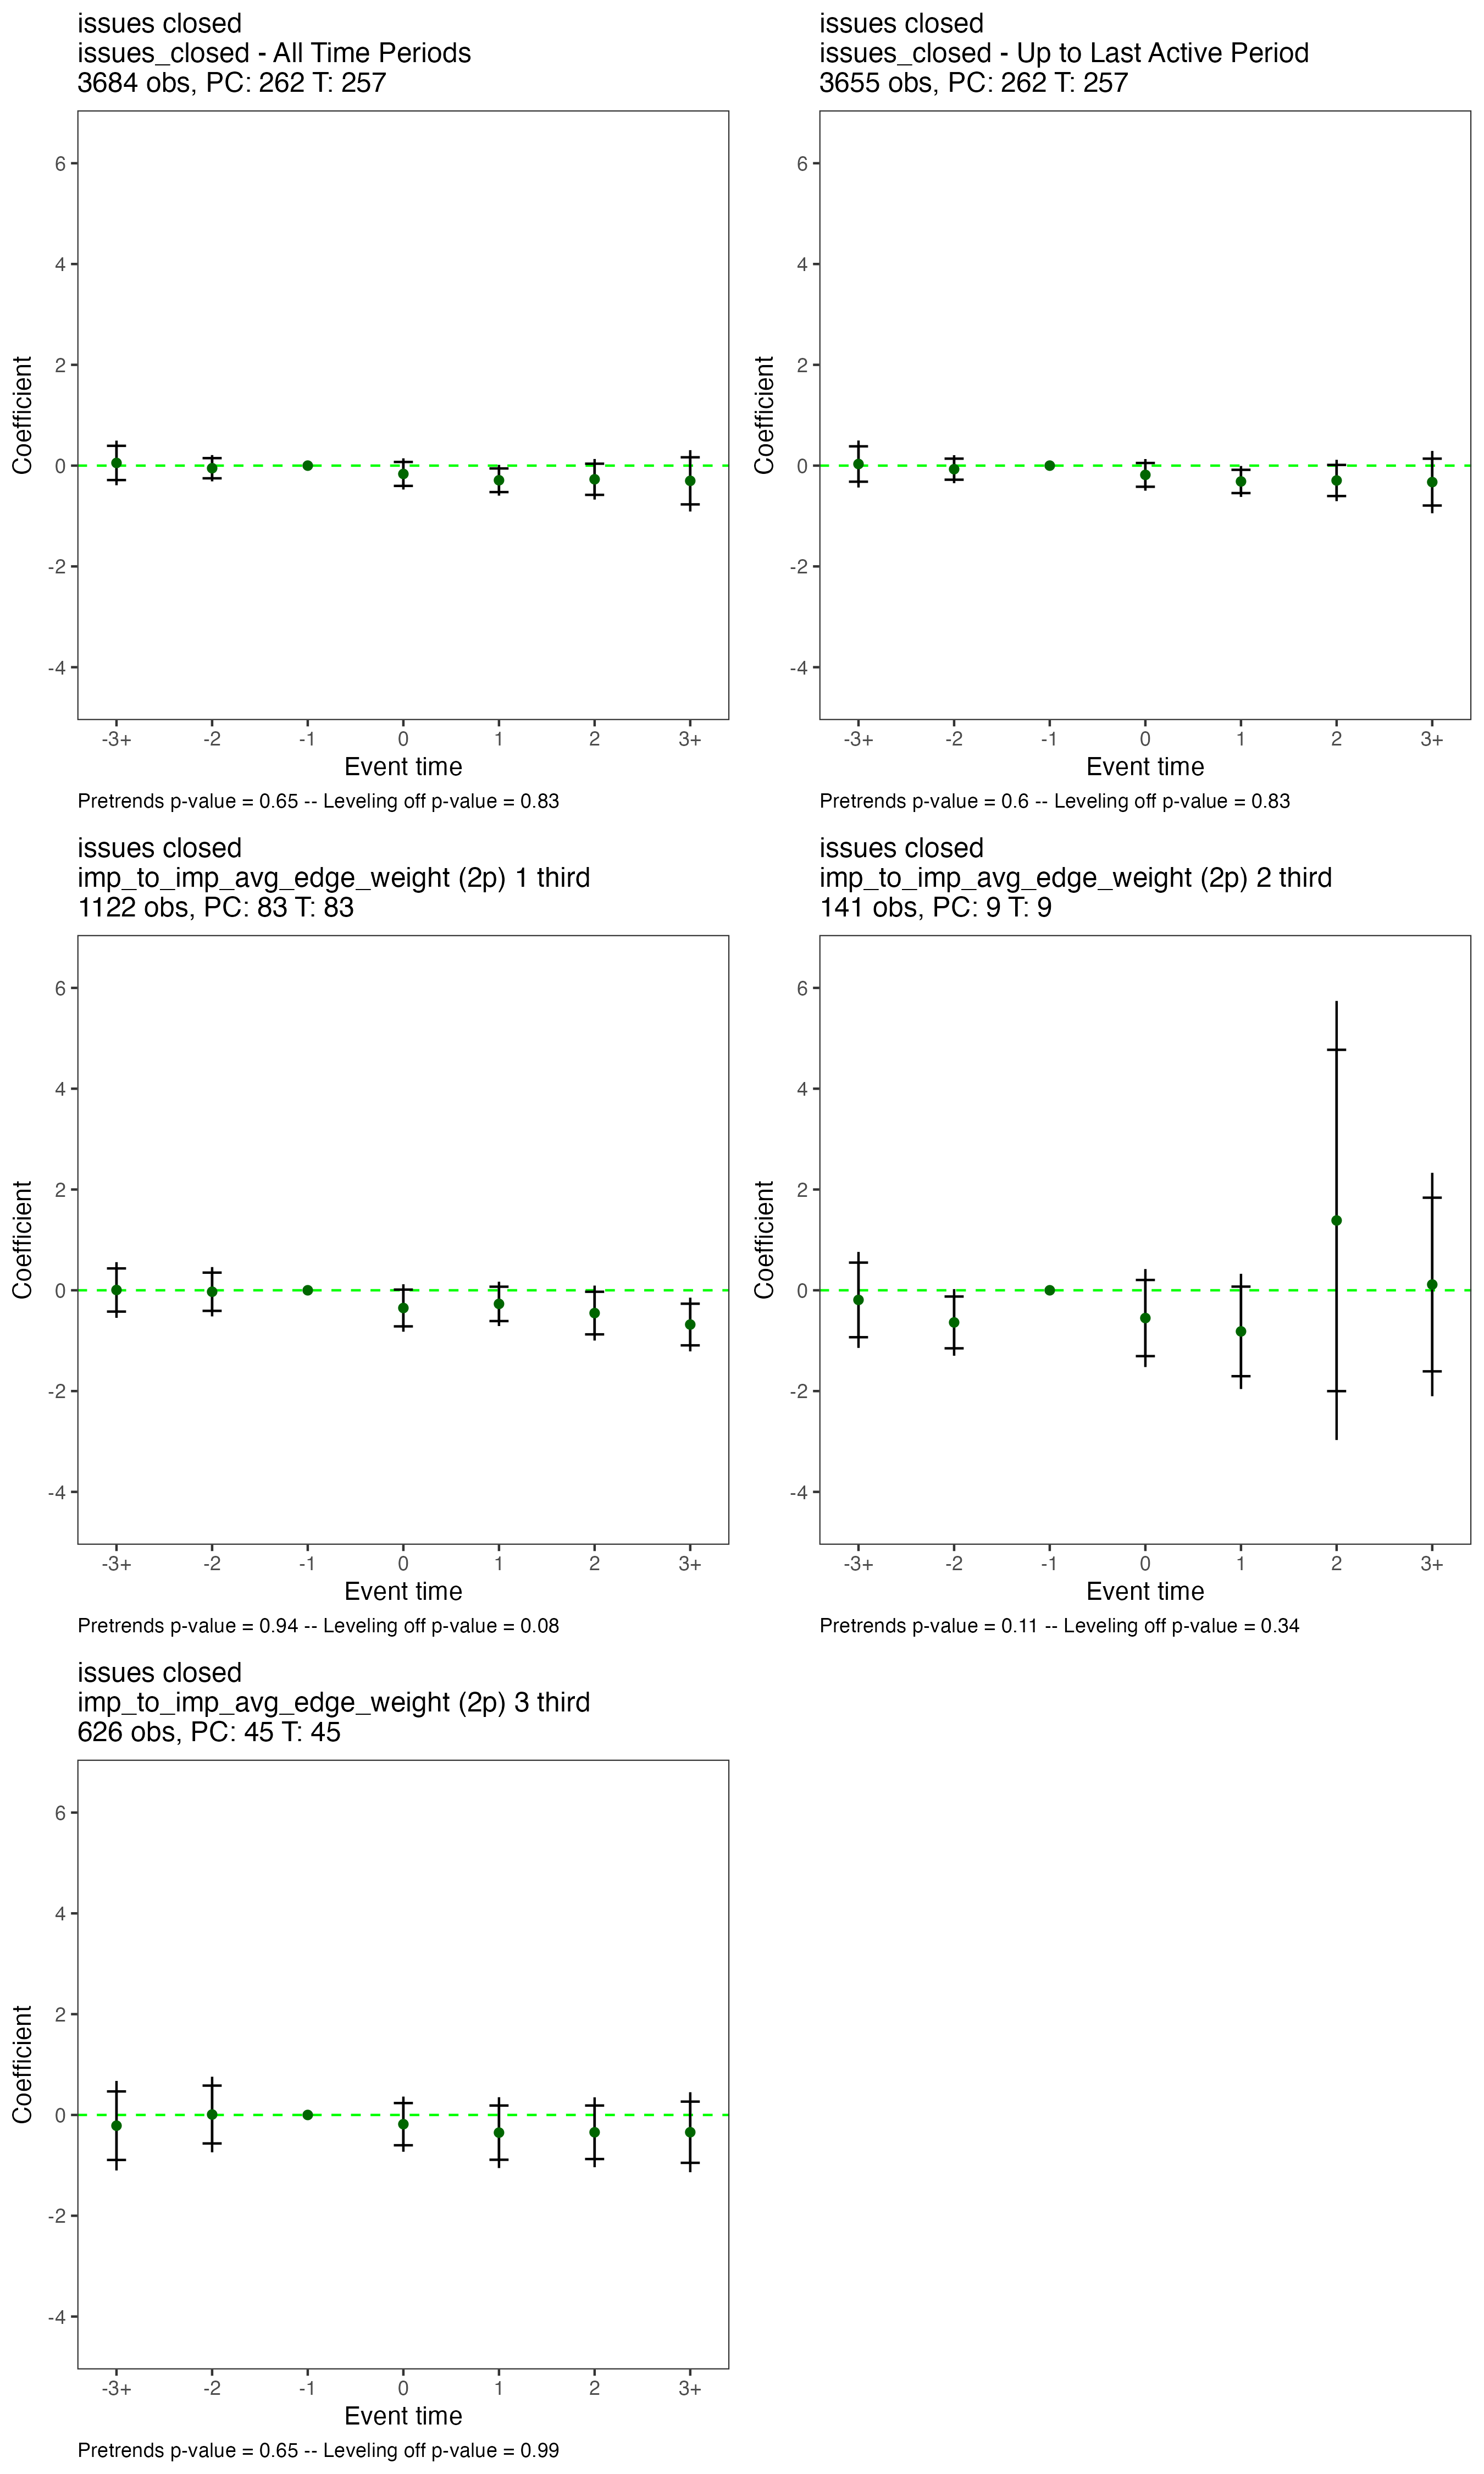 issues closed
issues_closed - All Time Periods
3684 obs, PC: 262 T: 257
Coefficient
6
4
2
0
-2
-4
-3+ -2 -1 0 1 2 3+
Event time
Pretrends p-value = 0.65 -- Leveling off p-value = 0.83
issues closed
issues_closed - Up to Last Active Period
3655 obs, PC: 262 T: 257
Coefficient
6
4
2
0
-2
-4
-3+ -2 -1 0 1 2 3+
Event time
Pretrends p-value = 0.6 -- Leveling off p-value = 0.83
issues closed
imp_to_imp_avg_edge_weight (2p) 1 third
1122 obs, PC: 83 T: 83
Coefficient
6
4
2
0
-2
-4
-3+ -2 -1 0 1 2 3+
Event time
Pretrends p-value = 0.94 -- Leveling off p-value = 0.08
issues closed
imp_to_imp_avg_edge_weight (2p) 2 third
141 obs, PC: 9 T: 9
Coefficient
6
4
2
0
-2
-4
-3+ -2 -1 0 1 2 3+
Event time
Pretrends p-value = 0.11 -- Leveling off p-value = 0.34
issues closed
imp_to_imp_avg_edge_weight (2p) 3 third
626 obs, PC: 45 T: 45
Coefficient
6
4
2
0
-2
-4
-3+ -2 -1 0 1 2 3+
Event time
Pretrends p-value = 0.65 -- Leveling off p-value = 0.99